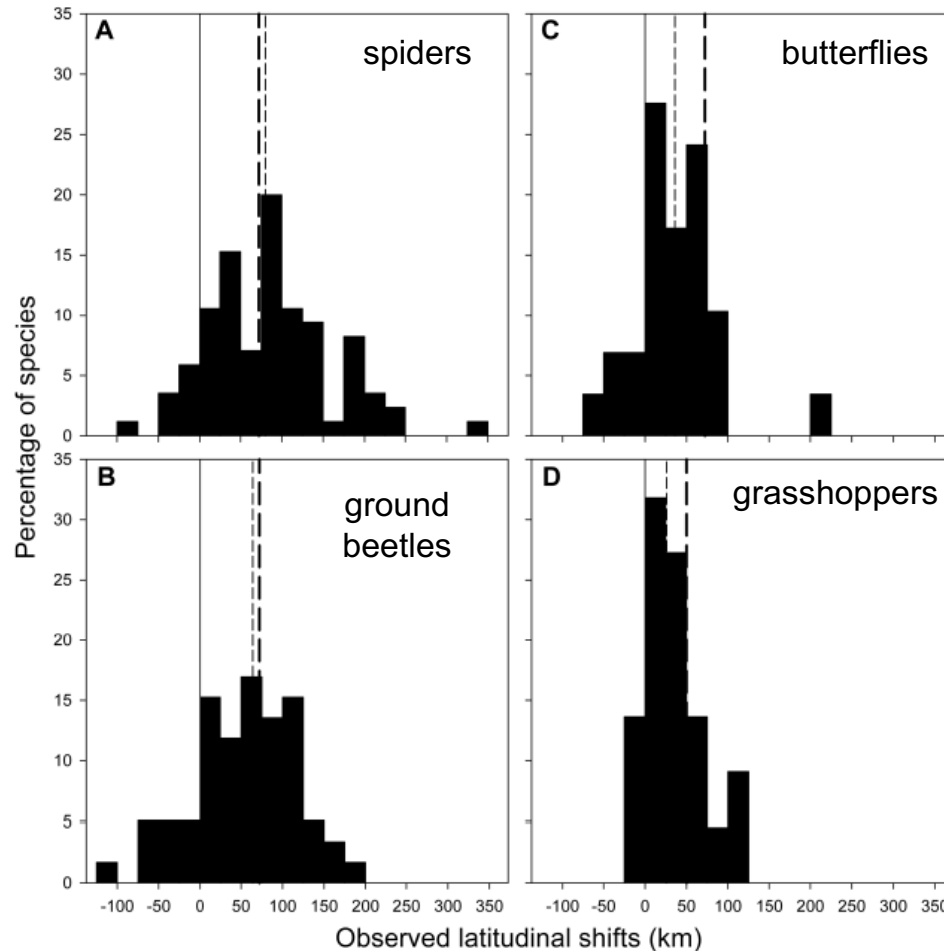 A
spiders
35
30
25
20
15
10
5
0
C
butterflies
B
ground
beetles
35
30
25
20
15
10
5
0
D
grasshoppers
Percentage of species
-100 -50 0 50 100 150 200 250 300 350
-100 -50 0 50 100 150 200 250 300 350
Observed latitudinal shifts (km)